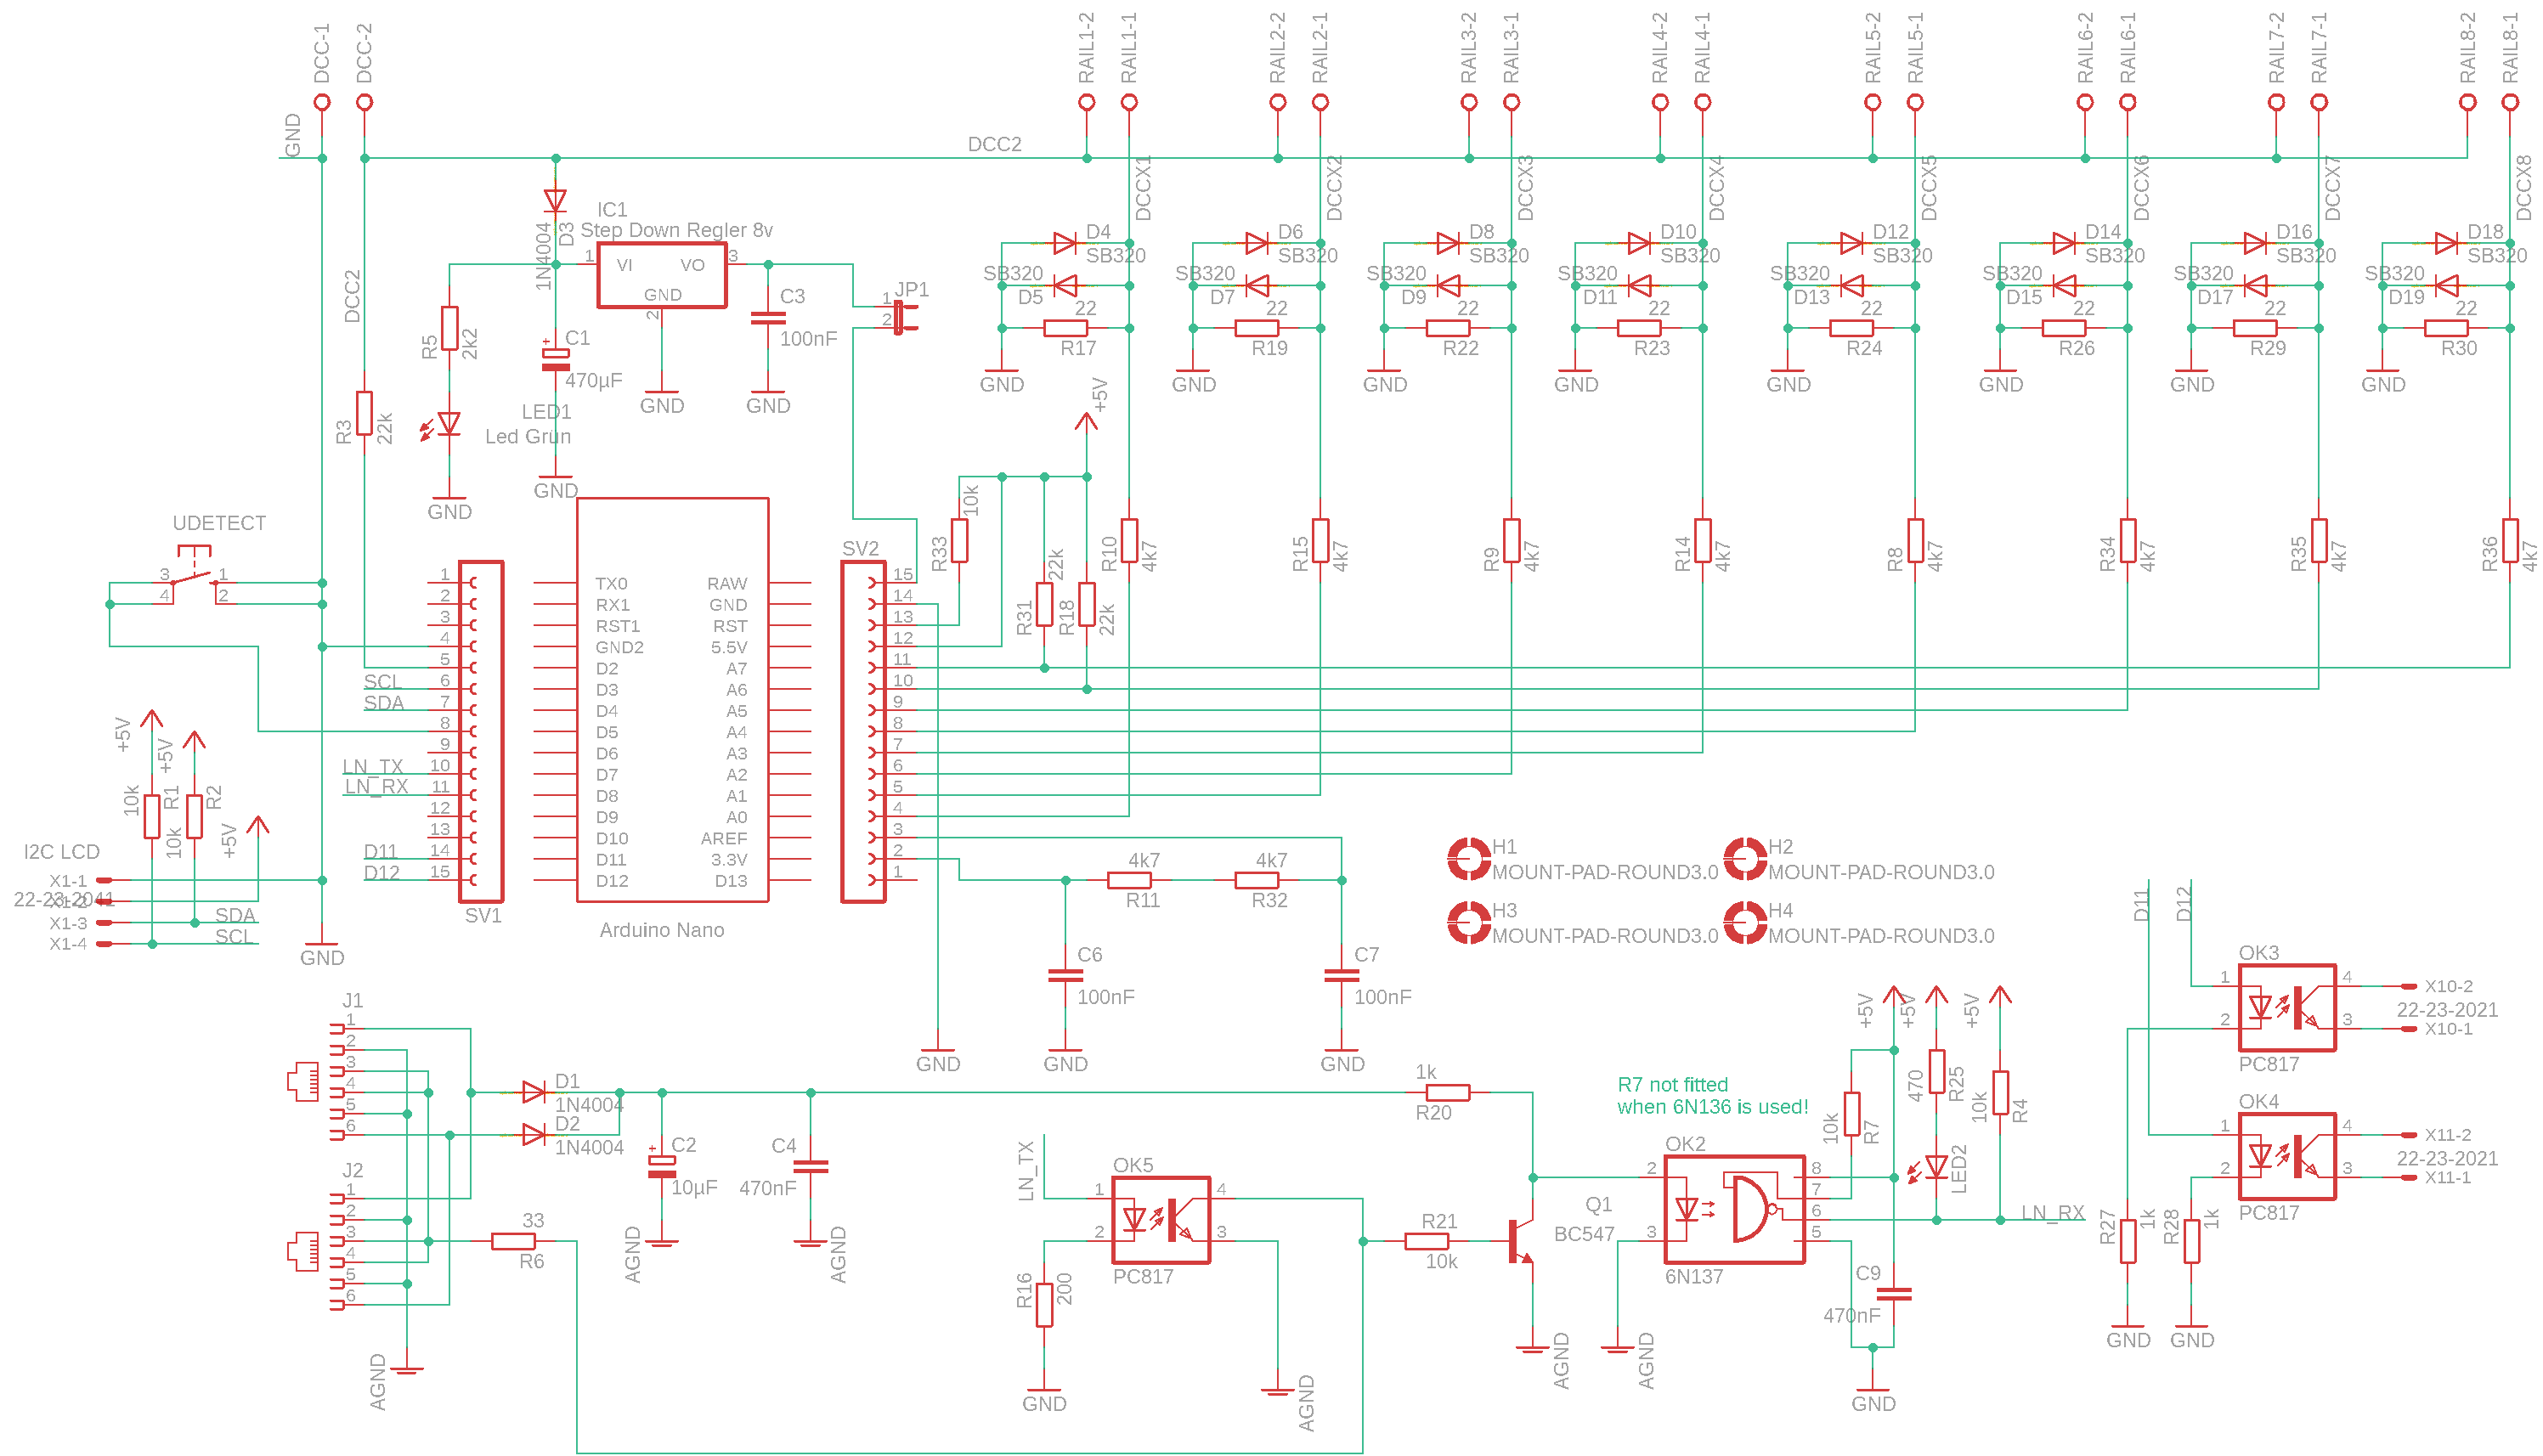 DCC-1
DCC-2
RAIL1-2
RAIL1-1
RAIL2-2
RAIL2-1
RAIL3-2
RAIL3-1
RAIL4-2
RAIL4-1
RAIL5-2
RAIL5-1
RAIL6-2
RAIL6-1
RAIL7-2
RAIL7-1
RAIL8-2
RAIL8-1
GND
DCC2
DCCX1
DCCX2
DCCX3
DCCX4
DCCX5
DCCX6
DCCX7
DCCX8
D3
1N4004
IC1
Step Down Regler 8v
1 VI VO 3
GND
2
DCC2
R5
2k2
C1
470µF
C3
100nF
JP1
1
2
GND
GND
LED1
Led Grün
GND
GND
R3
22k
D4
SB320
SB320
D5
22
R17
GND
D6
SB320
SB320
D7
22
R19
GND
D8
SB320
SB320
D9
22
R22
GND
D10
SB320
SB320
D11
22
R23
GND
D12
SB320
SB320
D13
22
R24
GND
D14
SB320
SB320
D15
22
R26
GND
D16
SB320
SB320
D17
22
R29
GND
D18
SB320
SB320
D19
22
R30
GND
+5V
R33
10k
R31
22k
R18
22k
R10
4k7
R15
4k7
R9
4k7
R14
4k7
R8
4k7
R34
4k7
R35
4k7
R36
4k7
UDETECT
3 1
4 2
SV2
1 TX0 RAW 15
2 RX1 GND 14
3 RST1 RST 13
4 GND2 5.5V 12
5 D2 A7 11
SCL 6 D3 A6 10
SDA 7 D4 A5 9
8 D5 A4 8
9 D6 A3 7
LN_TX 10 D7 A2 6
LN_RX 11 D8 A1 5
12 D9 A0 4
13 D10 AREF 3
D11 14 D11 3.3V 2
D12 15 D12 D13 1
SV1
Arduino Nano
+5V
+5V
+5V
10k
R1
10k
R2
I2C LCD
X1-1
22-23-2041
X1-2
X1-3 SDA
X1-4 SCL
GND
4k7
R11
4k7
R32
C6
100nF
C7
100nF
GND
GND
GND
H1
MOUNT-PAD-ROUND3.0
H2
MOUNT-PAD-ROUND3.0
H3
MOUNT-PAD-ROUND3.0
H4
MOUNT-PAD-ROUND3.0
D11
D12
OK3
1 4 X10-2
22-23-2021
2 3 X10-1
PC817
OK4
1 4 X11-2
22-23-2021
2 3 X11-1
PC817
R27
1k
R28
1k
GND
GND
J1
1
2
3
4
5
6
J2
1
2
3
4
5
6
AGND
D1
1N4004
D2
1N4004
33
R6
C2
10µF
C4
470nF
AGND
AGND
LN_TX
OK5
1 4
2 3
PC817
R16
200
GND
AGND
1k
R20
R21
10k
Q1
BC547
AGND
AGND
R7 not fitted
when 6N136 is used!
OK2
2 8
7
3 6
5
6N137
+5V
+5V
+5V
10k
R7
470
R25
10k
R4
LED2
LN_RX
C9
470nF
GND